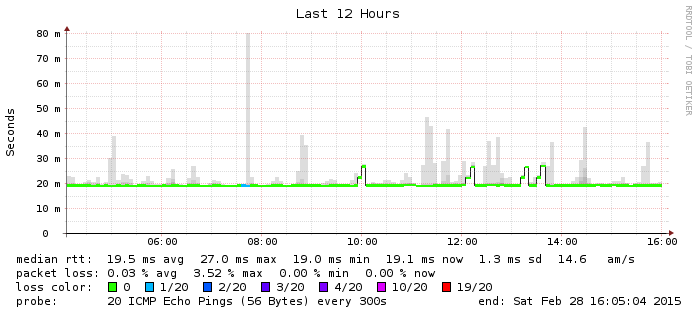 Last 12 Hours
RRDTOOL / TOBI OETIKER
Seconds
80 m
70 m
60 m
50 m
40 m
30 m
20 m
10 m
0
06:00 08:00 10:00 12:00 14:00 16:00
median rtt: 19.5 ms avg 27.0 ms max 19.0 ms min 19.1 ms now 1.3 ms sd 14.6 am/s
packet loss: 0.03 % avg 3.52 % max 0.00 % min 0.00 % now
loss color: 0 1/20 2/20 3/20 4/20 10/20 19/20
probe: 20 ICMP Echo Pings (56 Bytes) every 300s end: Sat Feb 28 16:05:04 2015